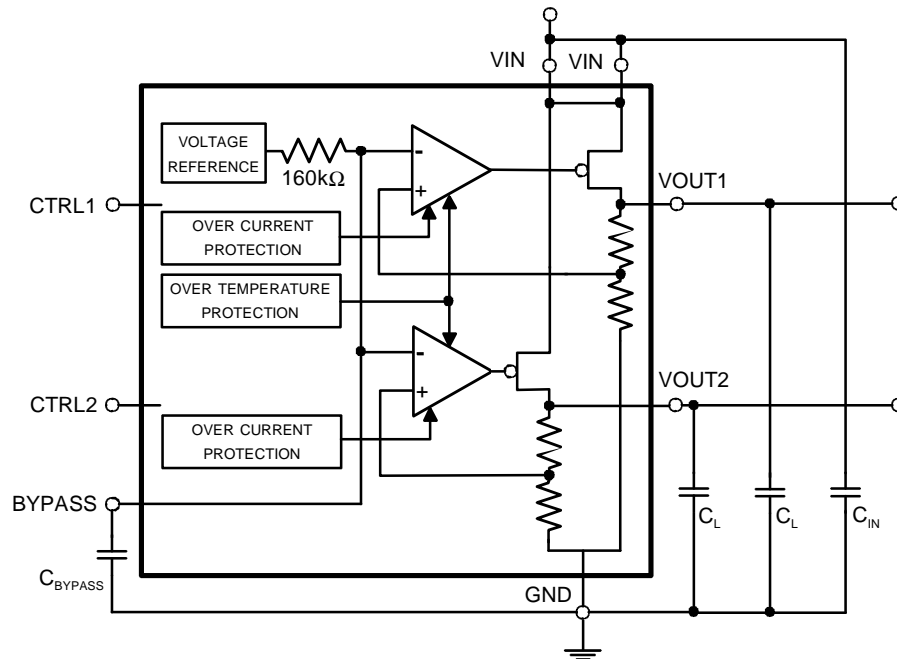 VIN
VIN
VOLTAGE
REFERENCE
160kΩ
-
+
VOUT1
CTRL1
OVER CURRENT
PROTECTION
OVER TEMPERATURE
PROTECTION
-
+
VOUT2
CTRL2
OVER CURRENT
PROTECTION
BYPASS
CL
CL
CIN
CBYPASS
GND